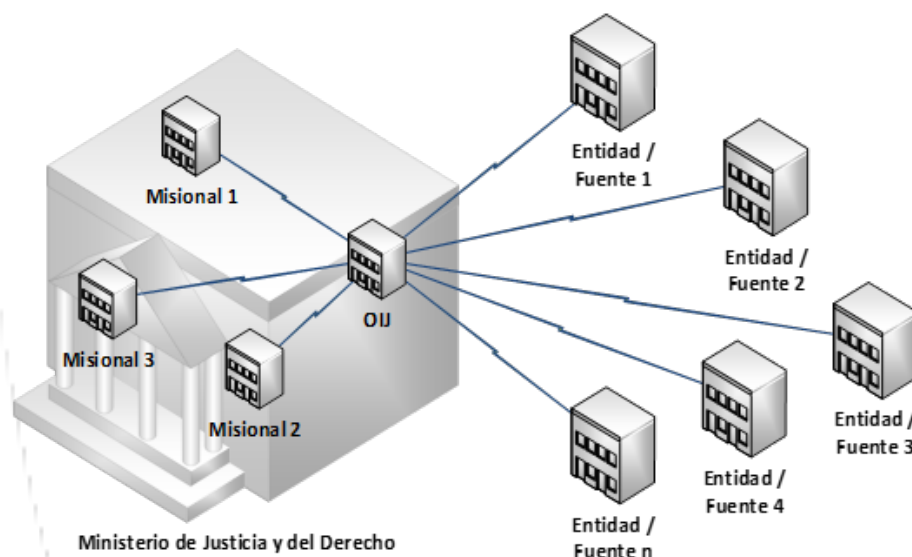 Misional 1
Misional 3
Misional 2
OIJ
Entidad /
Fuente 1
Entidad /
Fuente 2
Entidad /
Fuente 3
Entidad /
Fuente 4
Entidad /
Fuente n
Ministerio de Justicia y del Derecho